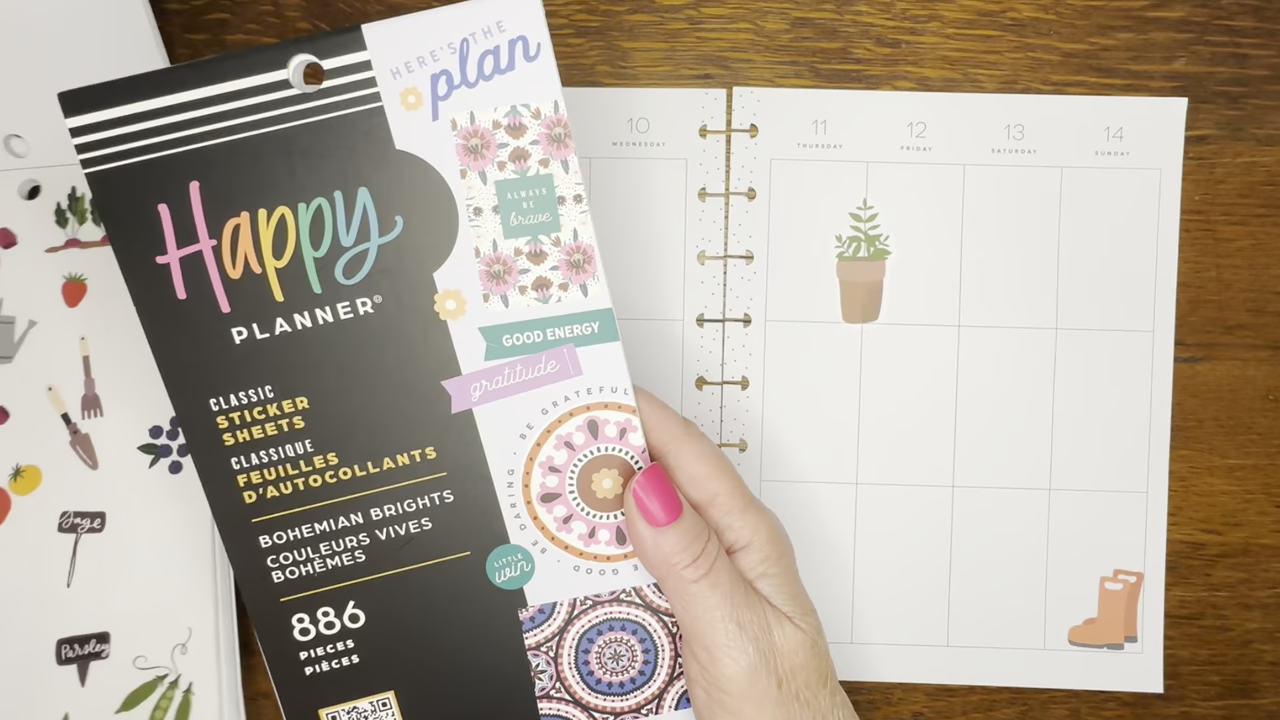 HERE'S THE
plan
Happy
PLANNER®
CLASSIC
STICKER
SHEETS
CLASSIQUE
FEUILLES
D'AUTOCOLLANTS
BOHEMIAN BRIGHTS
COULEURS VIVES
BOHÈMES
886
PIECES
PIÈCES
ALWAYS
BE
brave
GOOD ENERGY
gratitude
BE GRATEFUL
BE DARING
BE GOOD
LITTLE
win
Sage
Parsley
10
WEDNESDAY
11
THURSDAY
12
FRIDAY
13
SATURDAY
14
SUNDAY